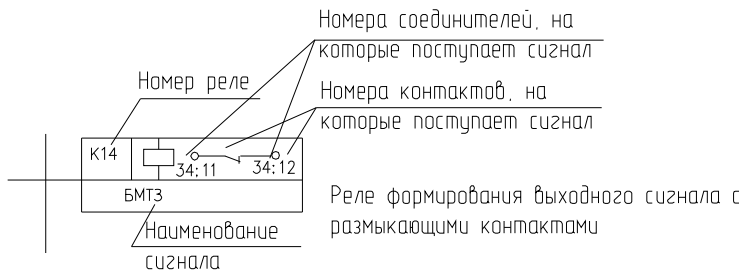 Номера соединителей, на
которые поступает сигнал
Номер реле
Номера контактов, на
которые поступает сигнал
К14
34:11
34:12
БМТЗ
Реле формирования выходного сигнала с
размыкающими контактами
Наименование
сигнала